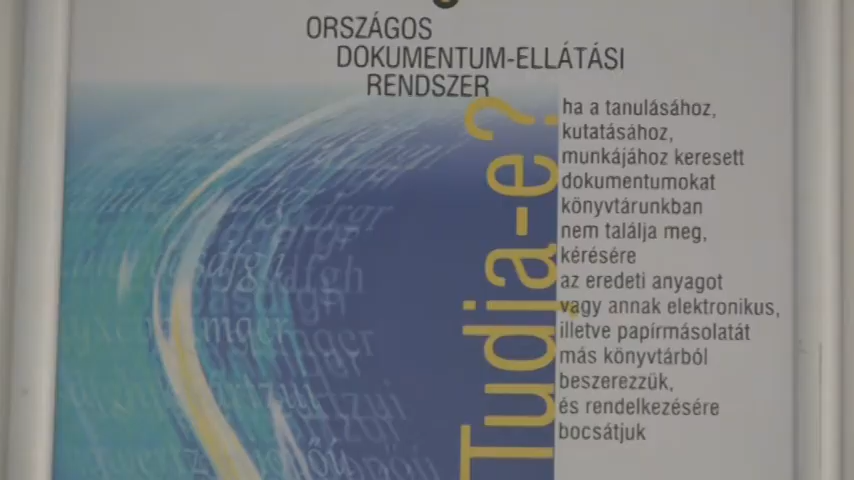 ORSZÁGOS
DOKUMENTUM-ELLÁTÁSI
RENDSZER
Tudja-e?
ha a tanulásához,
kutatásához,
munkájához keresett
dokumentumokat
könyvtárunkban
nem találja meg,
kérésére
az eredeti anyagot
vagy annak elektronikus,
illetve papírmásolatát
más könyvtárból
beszerezzük,
és rendelkezésére
bocsátjuk